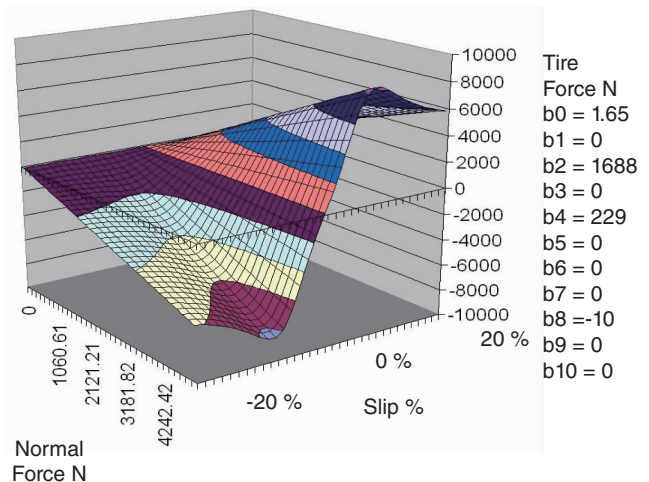 10000
8000
6000
4000
2000
0
-2000
-4000
-6000
-8000
-10000
Tire
Force N
b0 = 1.65
b1 = 0
b2 = 1688
b3 = 0
b4 = 229
b5 = 0
b6 = 0
b7 = 0
b8 =-10
b9 = 0
b10 = 0
0
1060.61
2121.21
3181.82
4242.42
-20 %
0 %
20 %
Slip %
Normal
Force N